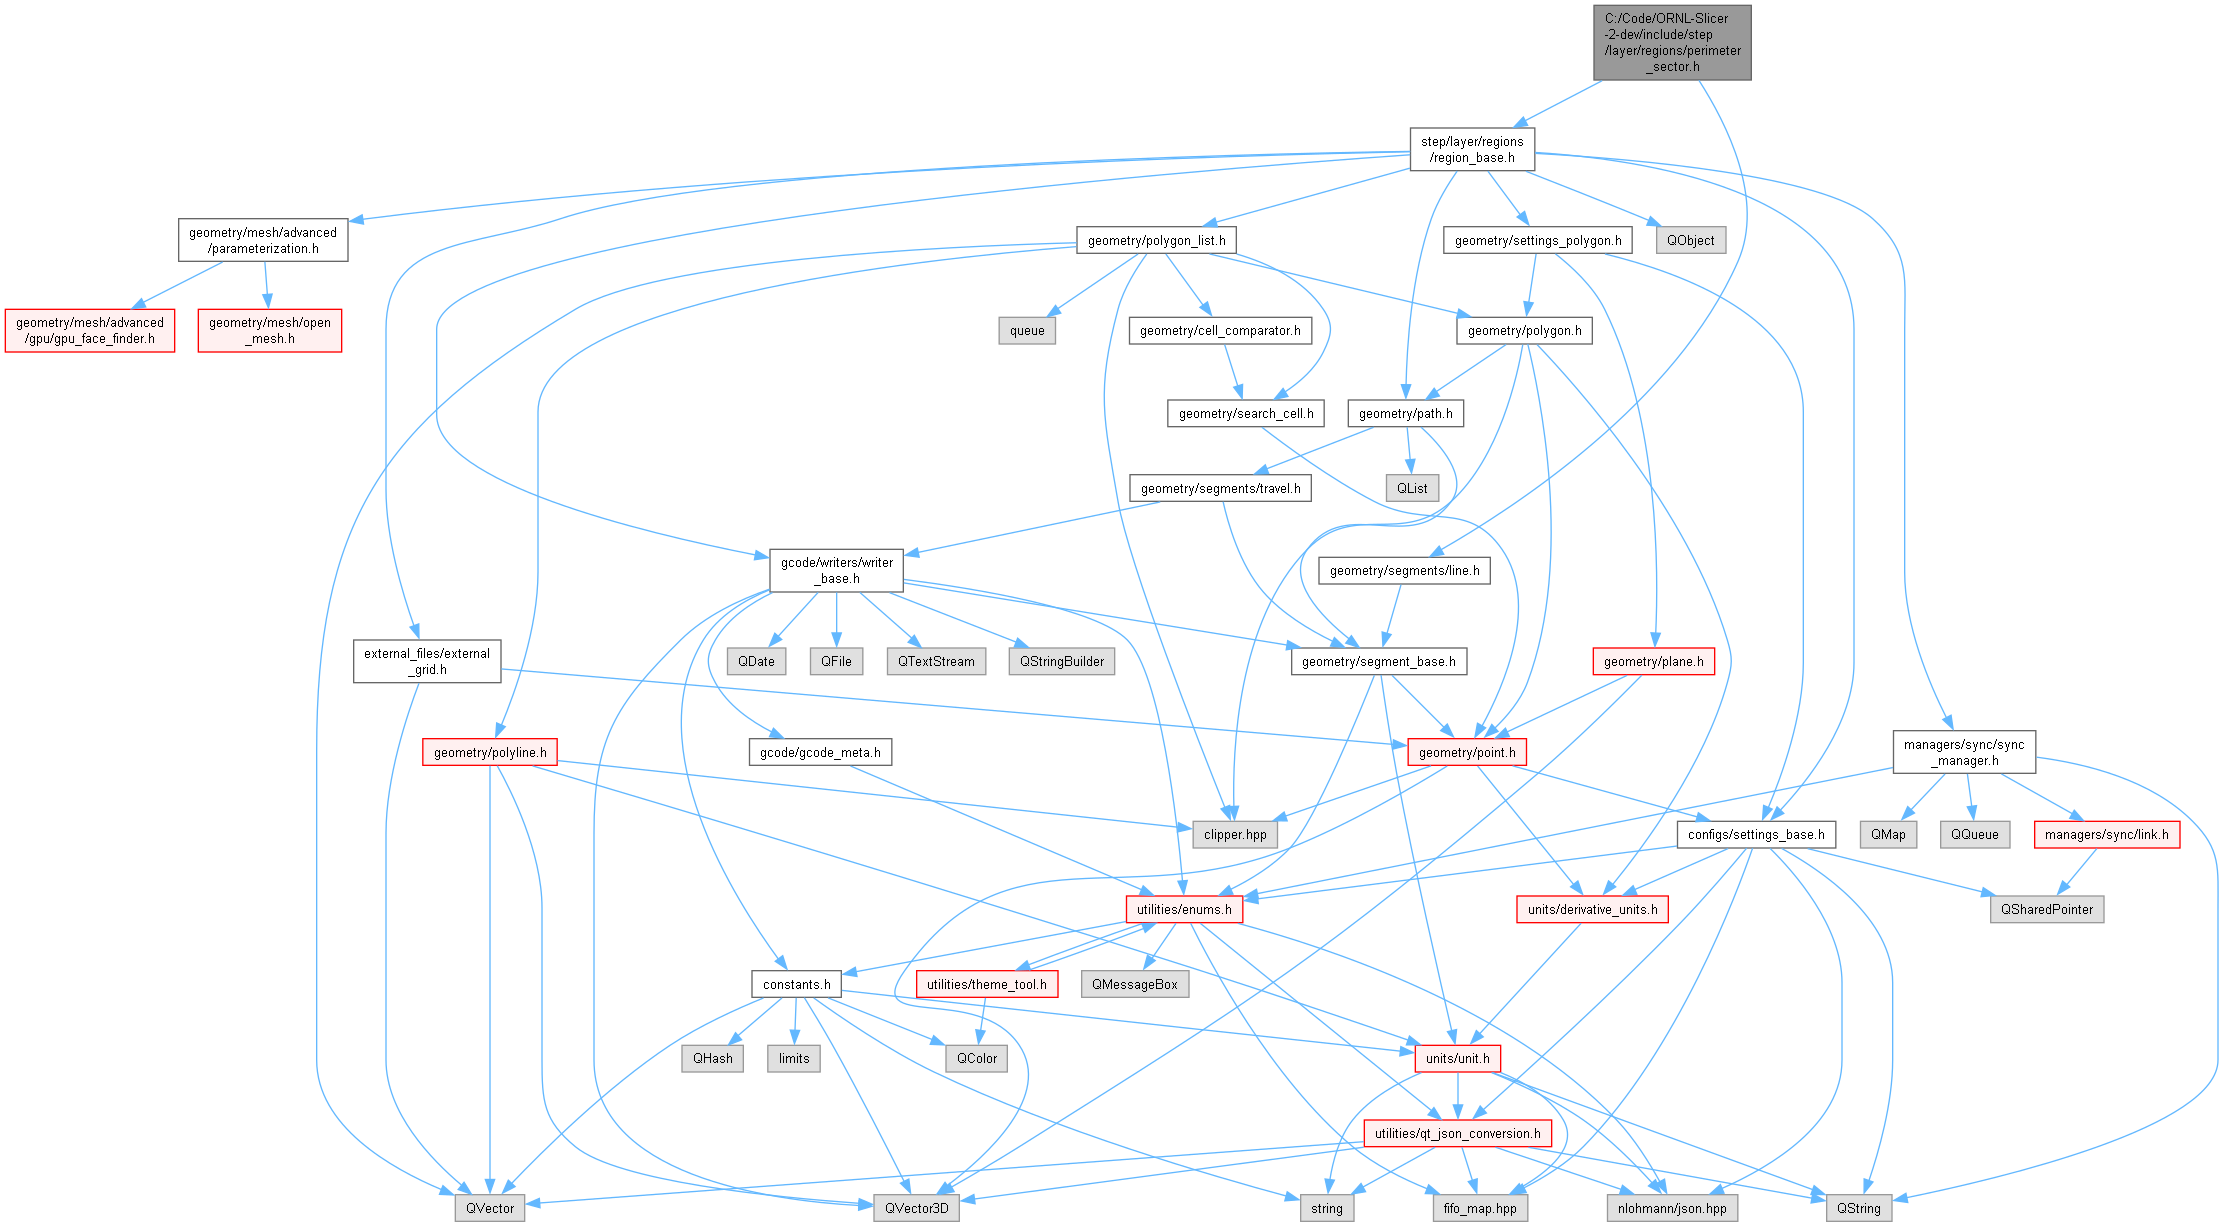 C:/Code/ORNL-Slicer
-2-dev/include/step
/layer/regions/perimeter
_sector.h
step/layer/regions
/region_base.h
geometry/mesh/advanced
/parameterization.h
geometry/polygon_list.h
geometry/settings_polygon.h
QObject
geometry/mesh/advanced
/gpu/gpu_face_finder.h
geometry/mesh/open
_mesh.h
queue
geometry/cell_comparator.h
geometry/polygon.h
geometry/search_cell.h
geometry/path.h
geometry/segments/travel.h
QList
gcode/writers/writer
_base.h
geometry/segments/line.h
external_files/external
_grid.h
QDate
QFile
QTextStream
QStringBuilder
geometry/segment_base.h
geometry/plane.h
geometry/polyline.h
gcode/gcode_meta.h
geometry/point.h
managers/sync/sync
_manager.h
clipper.hpp
configs/settings_base.h
QMap
QQueue
managers/sync/link.h
utilities/enums.h
units/derivative_units.h
QSharedPointer
constants.h
utilities/theme_tool.h
QMessageBox
QHash
limits
QColor
units/unit.h
utilities/qt_json_conversion.h
QVector
QVector3D
string
fifo_map.hpp
nlohmann/json.hpp
QString